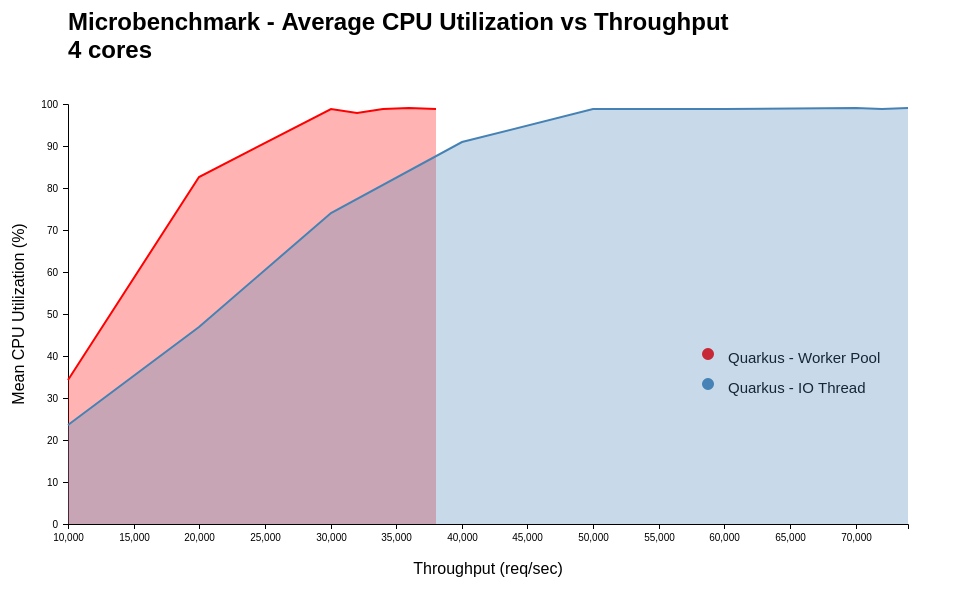 Microbenchmark - Average CPU Utilization vs Throughput
4 cores
Mean CPU Utilization (%)
100
90
80
70
60
50
40
30
20
10
0
Quarkus - Worker Pool
Quarkus - IO Thread
10,000 15,000 20,000 25,000 30,000 35,000 40,000 45,000 50,000 55,000 60,000 65,000 70,000
Throughput (req/sec)